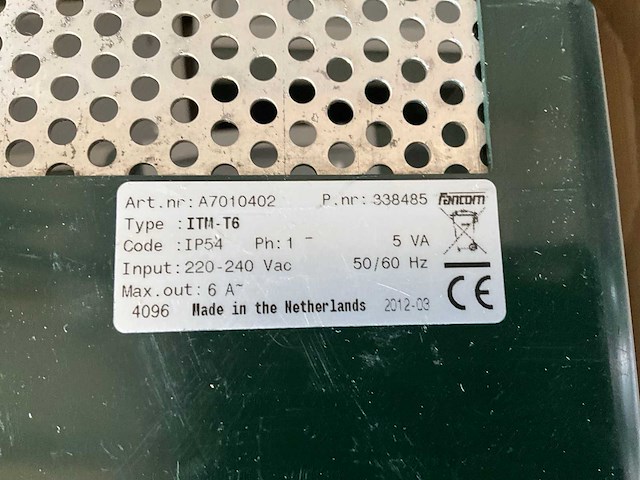 Art.nr: A7010402 P.nr: 338485
Fancom
Type : ITM-T6
Code : IP54 Ph: 1 ~ 5 VA
Input: 220-240 Vac 50/60 Hz
Max.out: 6 A~
4096 Made in the Netherlands 2012-03
CE